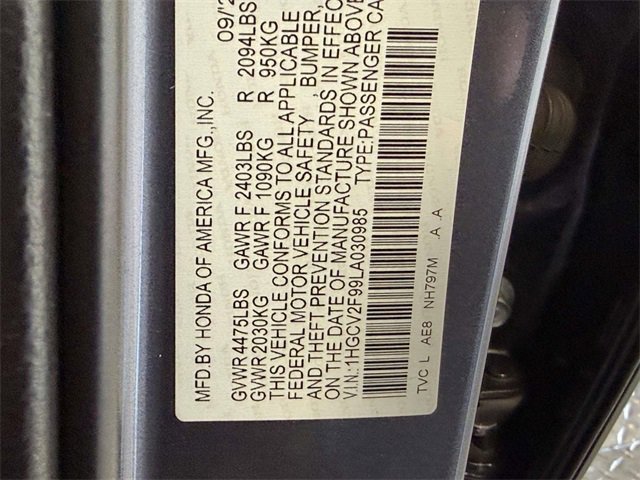 MFD.BY HONDA OF AMERICA MFG.,INC. 09/
GVWR 4475LBS GAWR F 2403LBS R 2094LBS
GVWR 2030KG GAWR F 1090KG R 950KG
THIS VEHICLE CONFORMS TO ALL APPLICABLE
FEDERAL MOTOR VEHICLE SAFETY , BUMPER,
AND THEFT PREVENTION STANDARDS IN EFFEC
ON THE DATE OF MANUFACTURE SHOWN ABOVE
V.I.N.:1HGCV2F99LA030985 TYPE:PASSENGER CA
TVC L AE8 NH797M .A .A